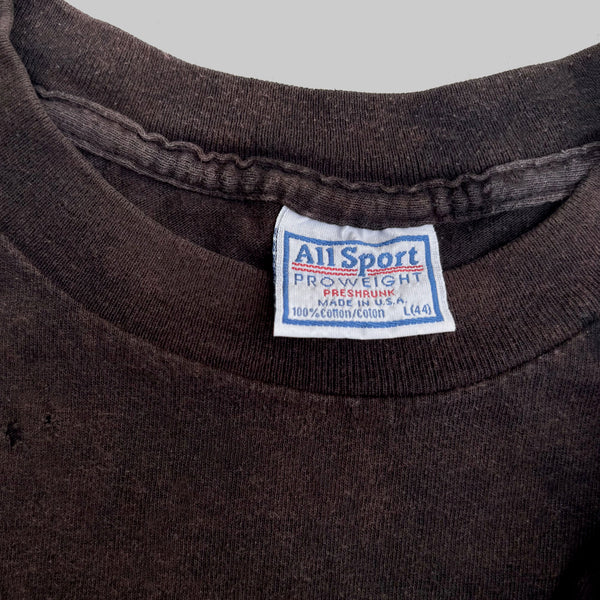 All Sport
PROWEIGHT
PRESHRUNK
MADE IN U.S.A.
100% Cotton/Coton L(44)